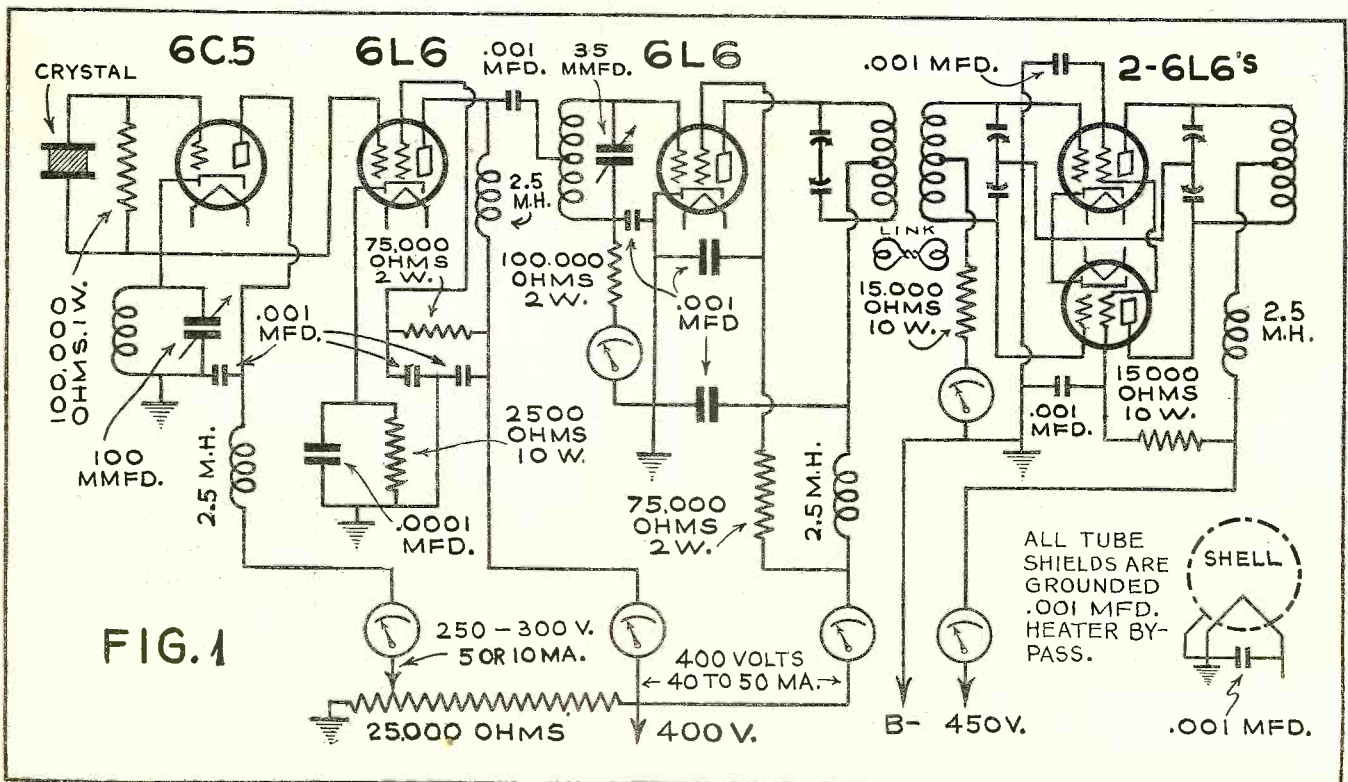 CRYSTAL
6C.5
6L6
.001
MFD.
35
MMFD.
6L6
.001 MFD.
2-6L6'S
100.000
OHMS.1W.
100
MMFD.
.001
MFD.
2.5 M.H.
75.000
OHMS
2 W.
2.5
M.H.
2500
OHMS
10 W.
.0001
MFD.
100.000
OHMS
2 W.
.001
MFD
75.000
OHMS
2 W.
2.5 M.H.
LINK
15.000
OHMS
10 W.
.001
MFD.
15000
OHMS
10 W.
2.5
M.H.
ALL TUBE
SHIELDS ARE
GROUNDED
.001 MFD.
HEATER BY-
PASS.
SHELL
.001 MFD.
FIG.1
250-300 V.
5 OR 10 MA.
25.000 OHMS
400 VOLTS
40 TO 50 MA.
400 V.
B- 450V.